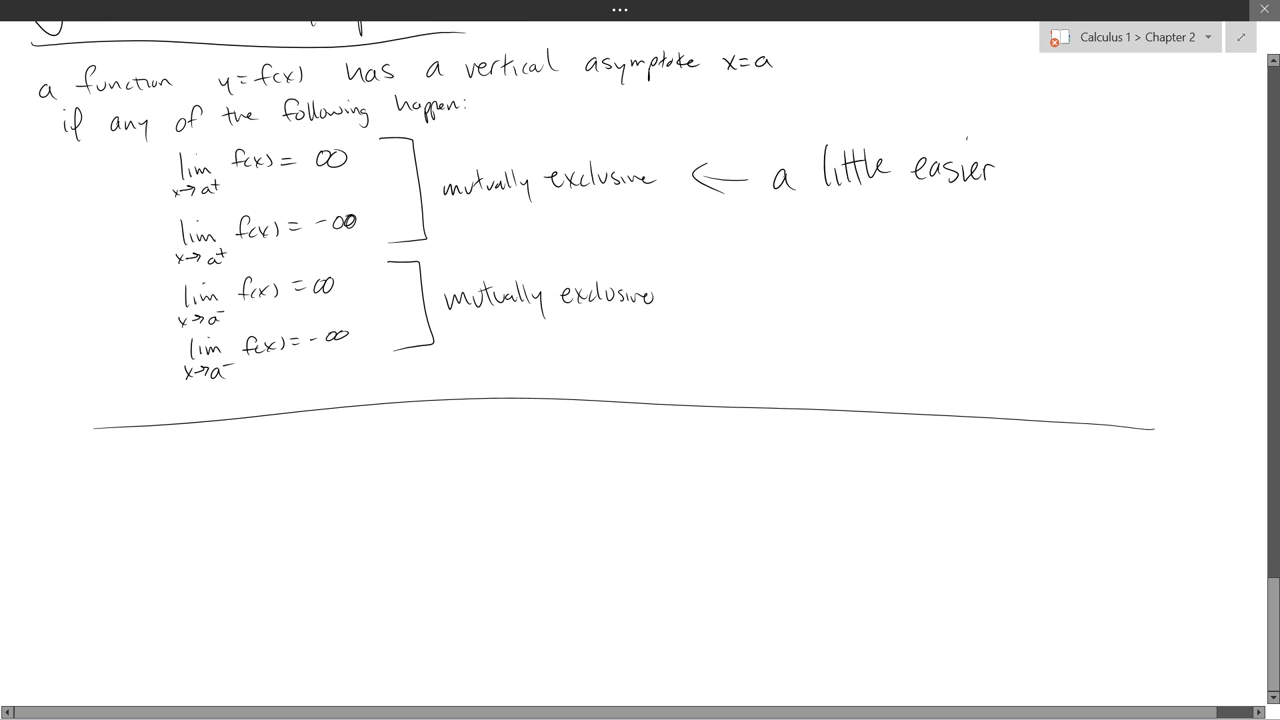 Calculus 1 > Chapter 2
a function y=f(x) has a vertical asymptote x=a
if any of the following happen:
lim x→a⁺ f(x) = ∞
lim x→a⁺ f(x) = -∞
mutually exclusive ← a little easier
lim x→a⁻ f(x) = ∞
lim x→a⁻ f(x) = -∞
mutually exclusive